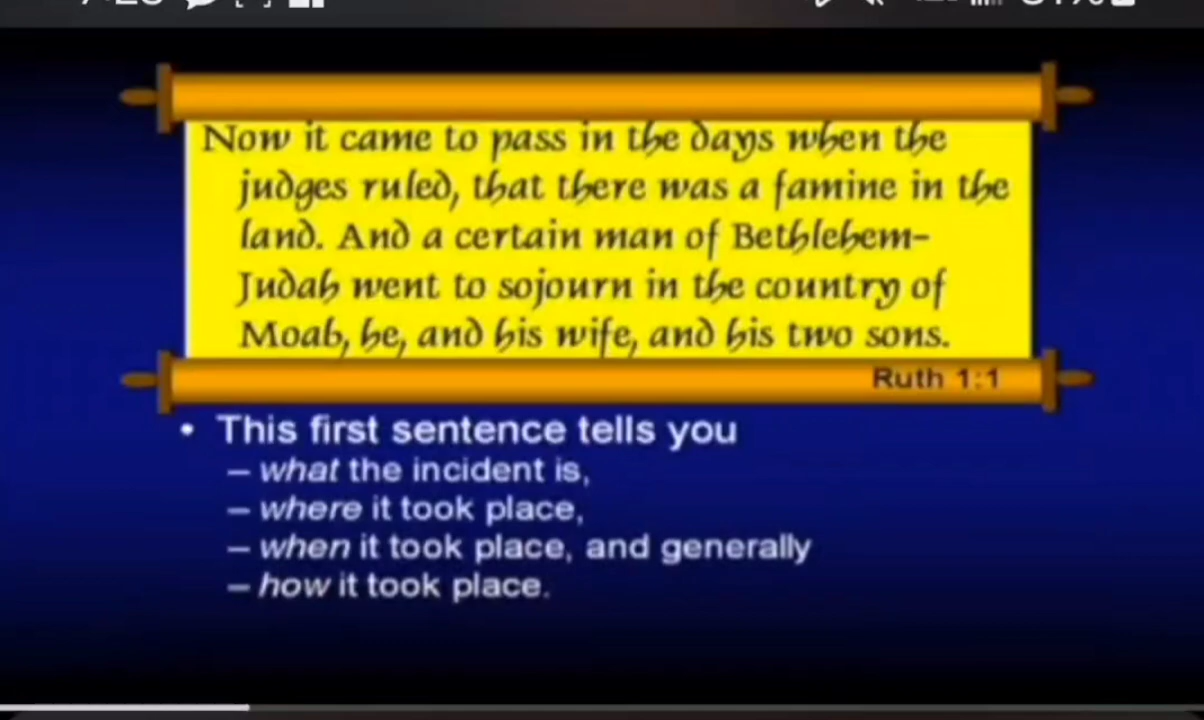 Now it came to pass in the days when the
judges ruled, that there was a famine in the
land. And a certain man of Bethlehem-
Judah went to sojourn in the country of
Moab, he, and his wife, and his two sons.
Ruth 1:1
• This first sentence tells you
– what the incident is,
– where it took place,
– when it took place, and generally
– how it took place.